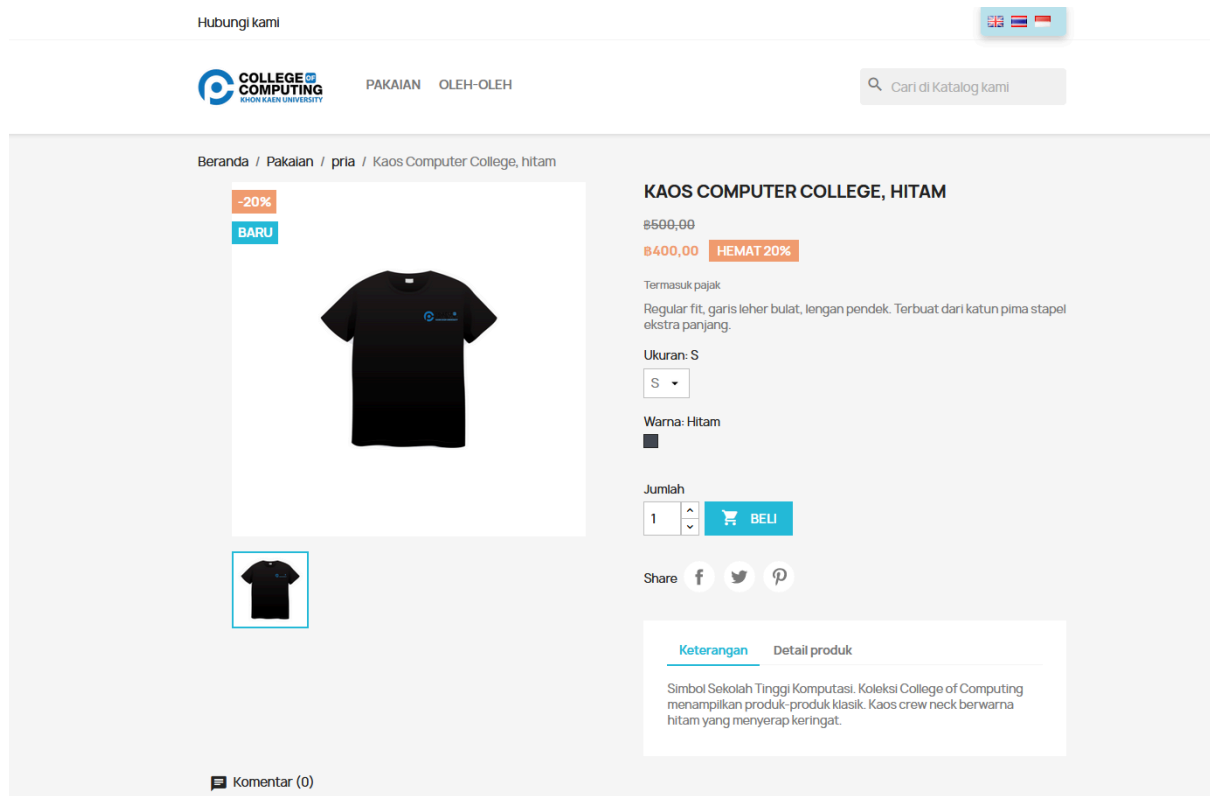 Hubungi kami
COLLEGE OF
COMPUTING
KHON KAEN UNIVERSITY
PAKAIAN OLEH-OLEH
Cari di Katalog kami
Beranda / Pakaian / pria / Kaos Computer College, hitam
-20%
BARU
KAOS COMPUTER COLLEGE, HITAM
฿500,00
฿400,00 HEMAT 20%
Termasuk pajak
Regular fit, garis leher bulat, lengan pendek. Terbuat dari katun pima stapel
ekstra panjang.
Ukuran: S
S
Warna: Hitam
Jumlah
1 BELI
Share
Keterangan Detail produk
Simbol Sekolah Tinggi Komputasi. Koleksi College of Computing
menampilkan produk-produk klasik. Kaos crew neck berwarna
hitam yang menyerap keringat.
Komentar (0)